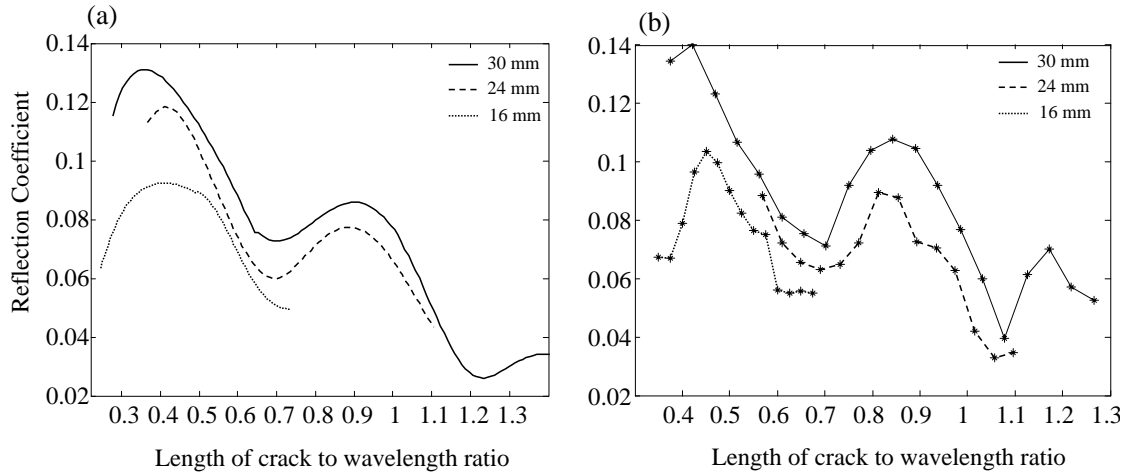 (a)
0.14
0.12
0.1
0.08
0.06
0.04
0.02
Reflection Coefficient
30 mm
24 mm
16 mm
0.3 0.4 0.5 0.6 0.7 0.8 0.9 1 1.1 1.2 1.3
Length of crack to wavelength ratio
(b)
0.14
0.12
0.1
0.08
0.06
0.04
0.02
30 mm
24 mm
16 mm
0.4 0.5 0.6 0.7 0.8 0.9 1 1.1 1.2 1.3
Length of crack to wavelength ratio